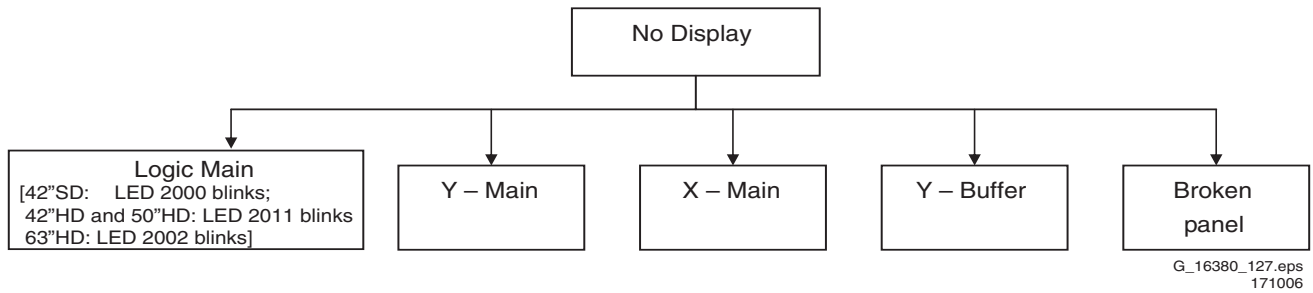 No Display
Logic Main
[42”SD: LED 2000 blinks;
42”HD and 50”HD: LED 2011 blinks
63”HD: LED 2002 blinks]
Y – Main
X – Main
Y – Buffer
Broken
panel
G_16380_127.eps
171006